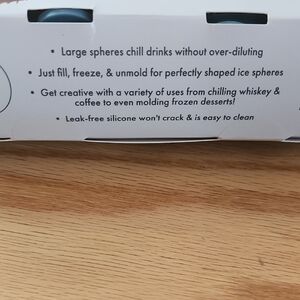 • Large spheres chill drinks without over-diluting
• Just fill, freeze, & unmold for perfectly shaped ice spheres
• Get creative with a variety of uses from chilling whiskey &
coffee to even molding frozen desserts!
• Leak-free silicone won't crack & is easy to clean